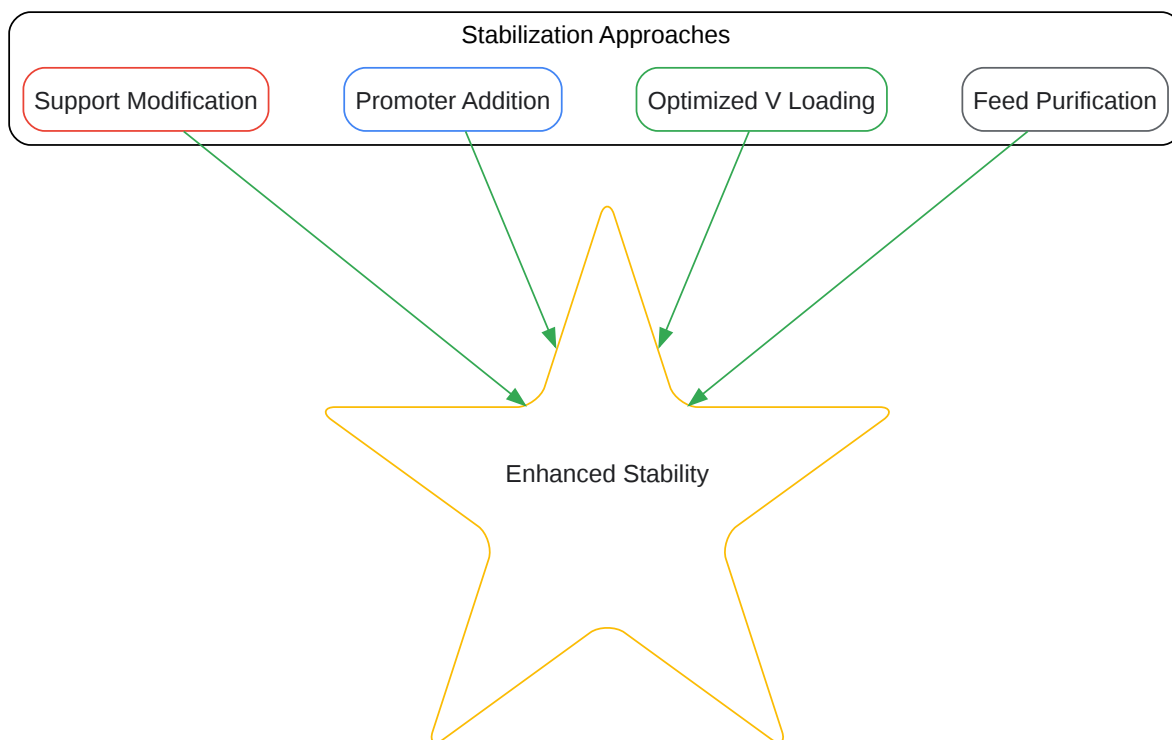 Stabilization Approaches
Support Modification
Promoter Addition
Optimized V Loading
Feed Purification
Enhanced Stability